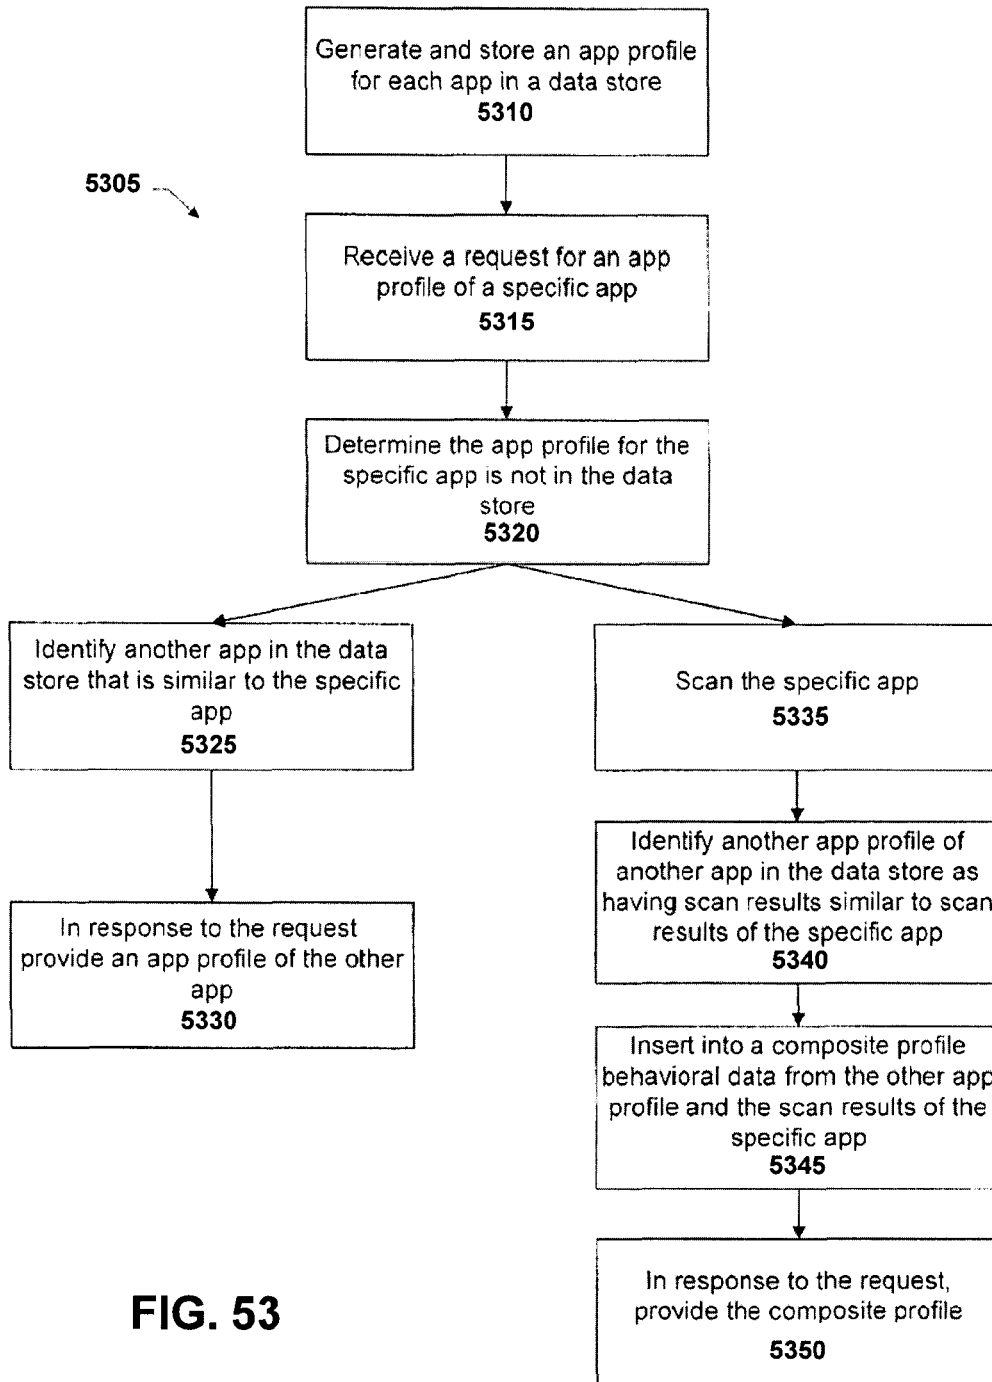 Generate and store an app profile
for each app in a data store
5310
5305
Receive a request for an app
profile of a specific app
5315
Determine the app profile for the
specific app is not in the data
store
5320
Identify another app in the data
store that is similar to the specific
app
5325
In response to the request
provide an app profile of the other
app
5330
Scan the specific app
5335
Identify another app profile of
another app in the data store as
having scan results similar to scan
results of the specific app
5340
Insert into a composite profile
behavioral data from the other app
profile and the scan results of the
specific app
5345
In response to the request,
provide the composite profile
5350
FIG. 53